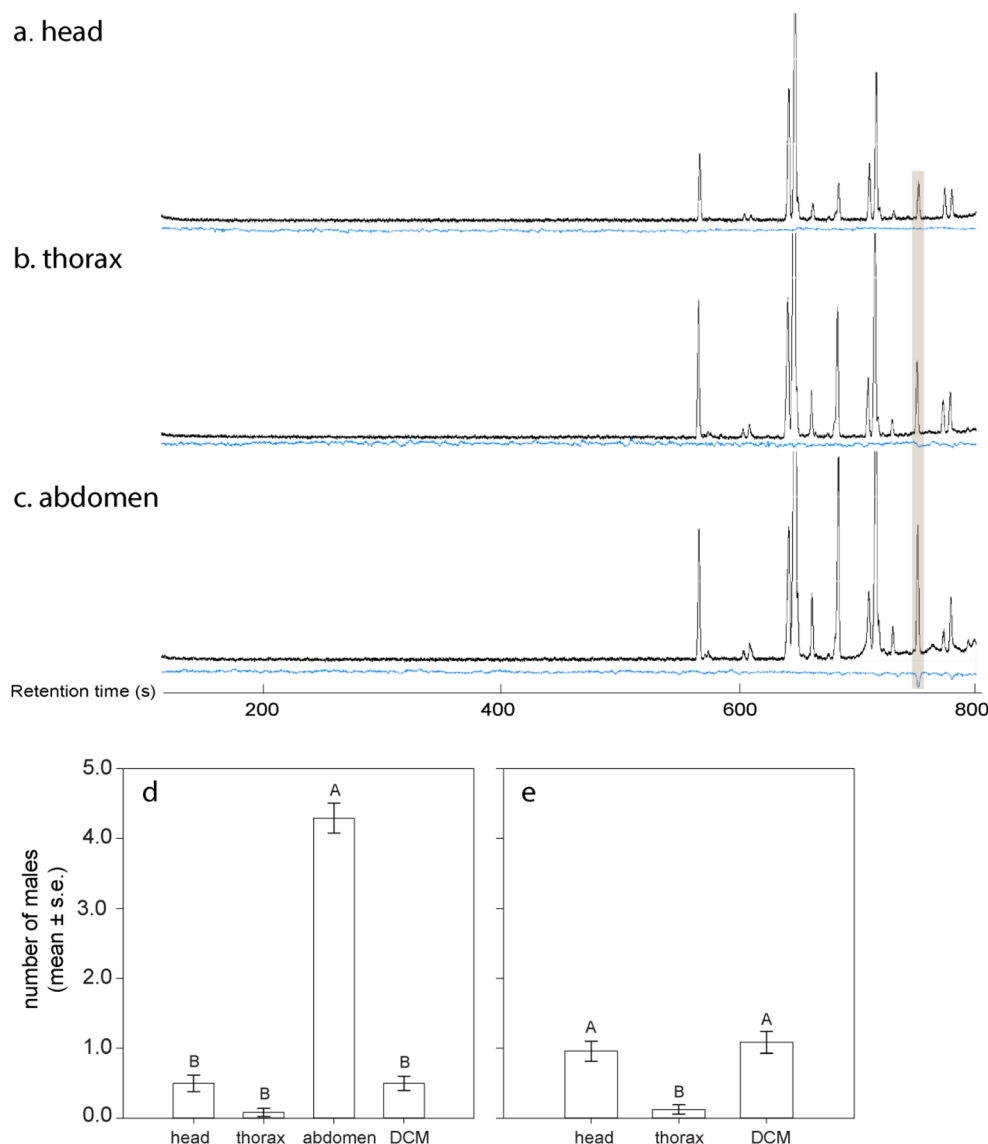 a. head
b. thorax
c. abdomen
Retention time (s)
200 400 600 800
d
e
number of males
(mean ± s.e.)
5.0
4.0
3.0
2.0
1.0
0.0
B B A B
A B A
head thorax abdomen DCM
head thorax DCM